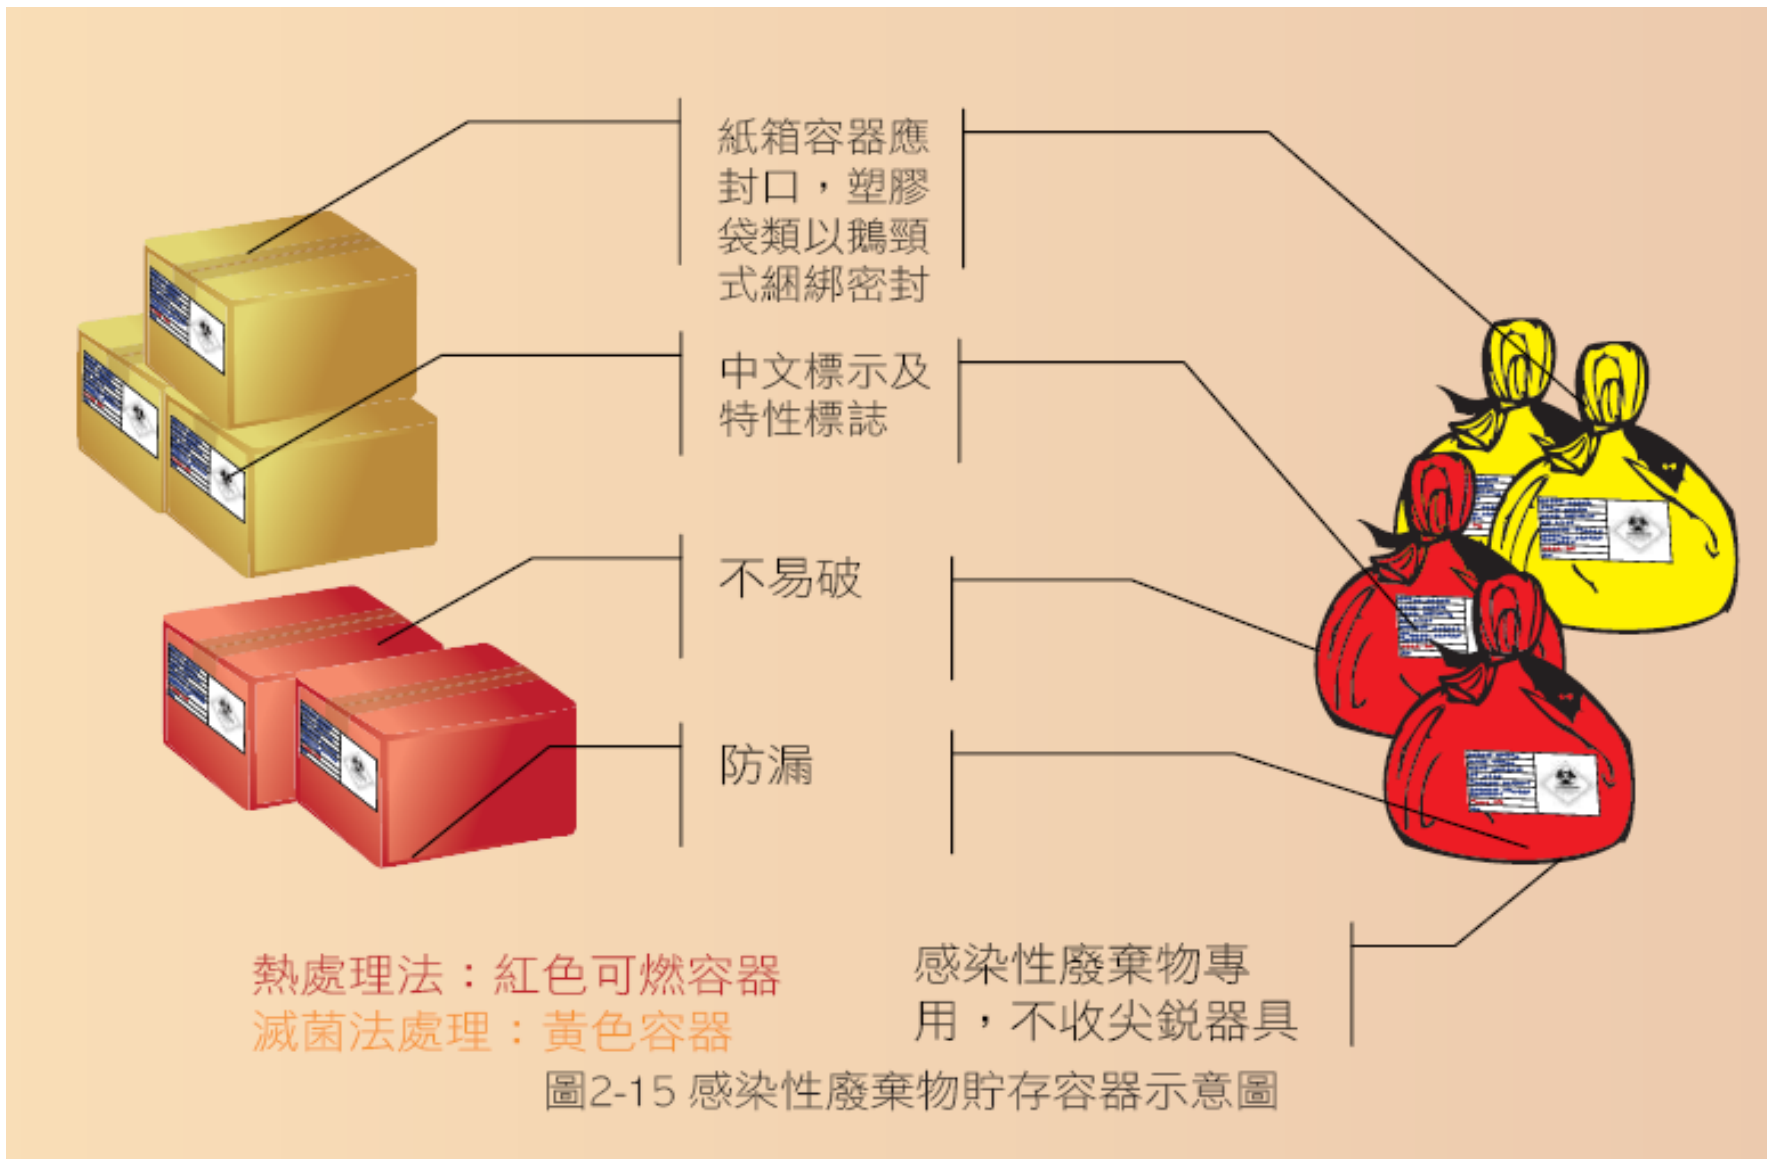 紙箱容器應
封口，塑膠
袋類以鵝頸
式綑綁密封
中文標示及
特性標誌
不易破
防漏
熱處理法：紅色可燃容器
滅菌法處理：黃色容器
感染性廢棄物專
用，不收尖銳器具
圖2-15 感染性廢棄物貯存容器示意圖